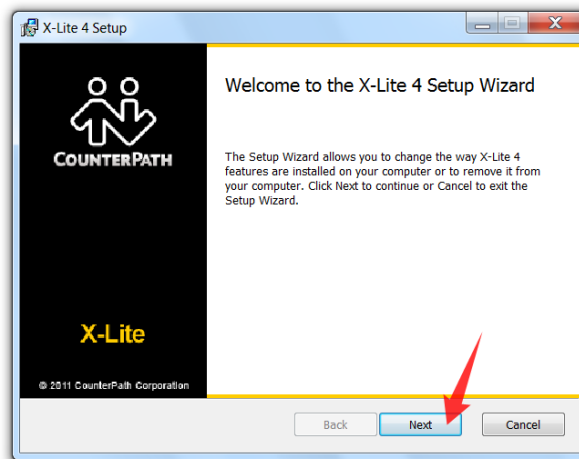 X-Lite 4 Setup
Welcome to the X-Lite 4 Setup Wizard
COUNTERPATH
The Setup Wizard allows you to change the way X-Lite 4
features are installed on your computer or to remove it from
your computer. Click Next to continue or Cancel to exit the
Setup Wizard.
X-Lite
© 2011 CounterPath Corporation
Back Next Cancel